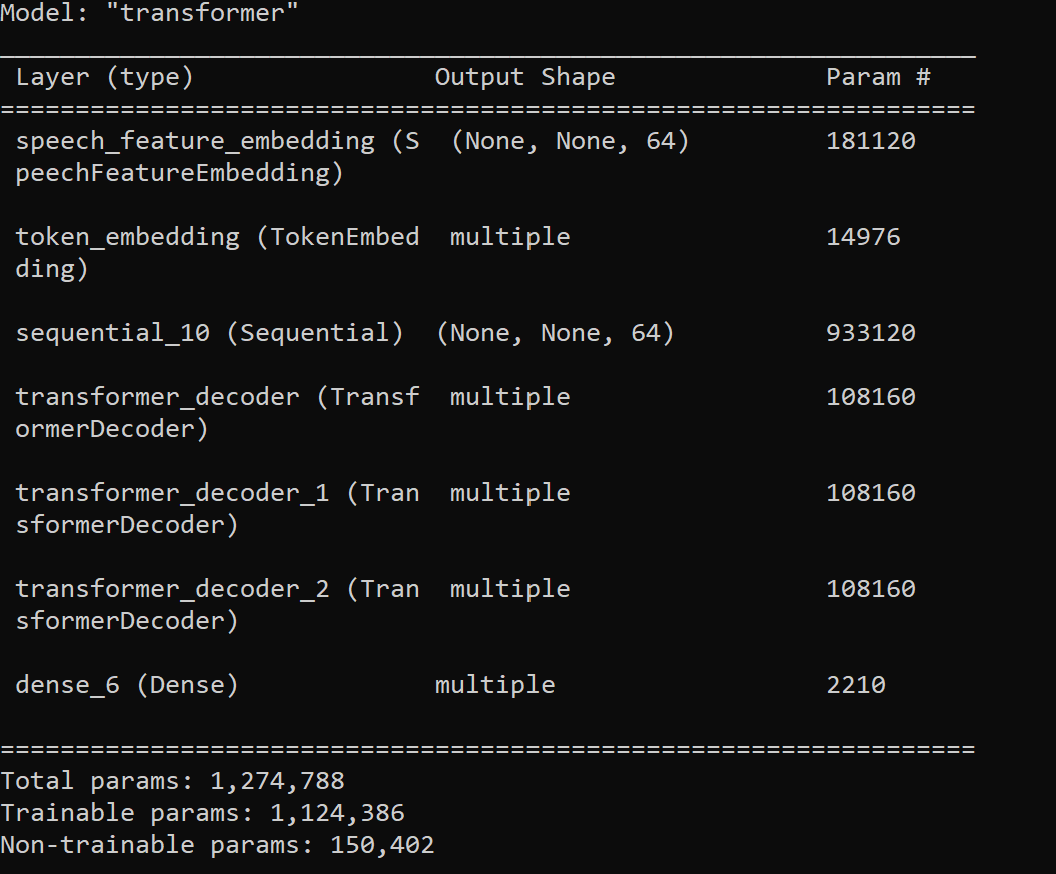 Model: "transformer"
_________________________________________________________________
Layer (type) Output Shape Param #
=================================================================
speech_feature_embedding (S (None, None, 64) 181120
peechFeatureEmbedding)
token_embedding (TokenEmbed multiple 14976
ding)
sequential_10 (Sequential) (None, None, 64) 933120
transformer_decoder (Transf multiple 108160
ormerDecoder)
transformer_decoder_1 (Tran multiple 108160
sformerDecoder)
transformer_decoder_2 (Tran multiple 108160
sformerDecoder)
dense_6 (Dense) multiple 2210
=================================================================
Total params: 1,274,788
Trainable params: 1,124,386
Non-trainable params: 150,402